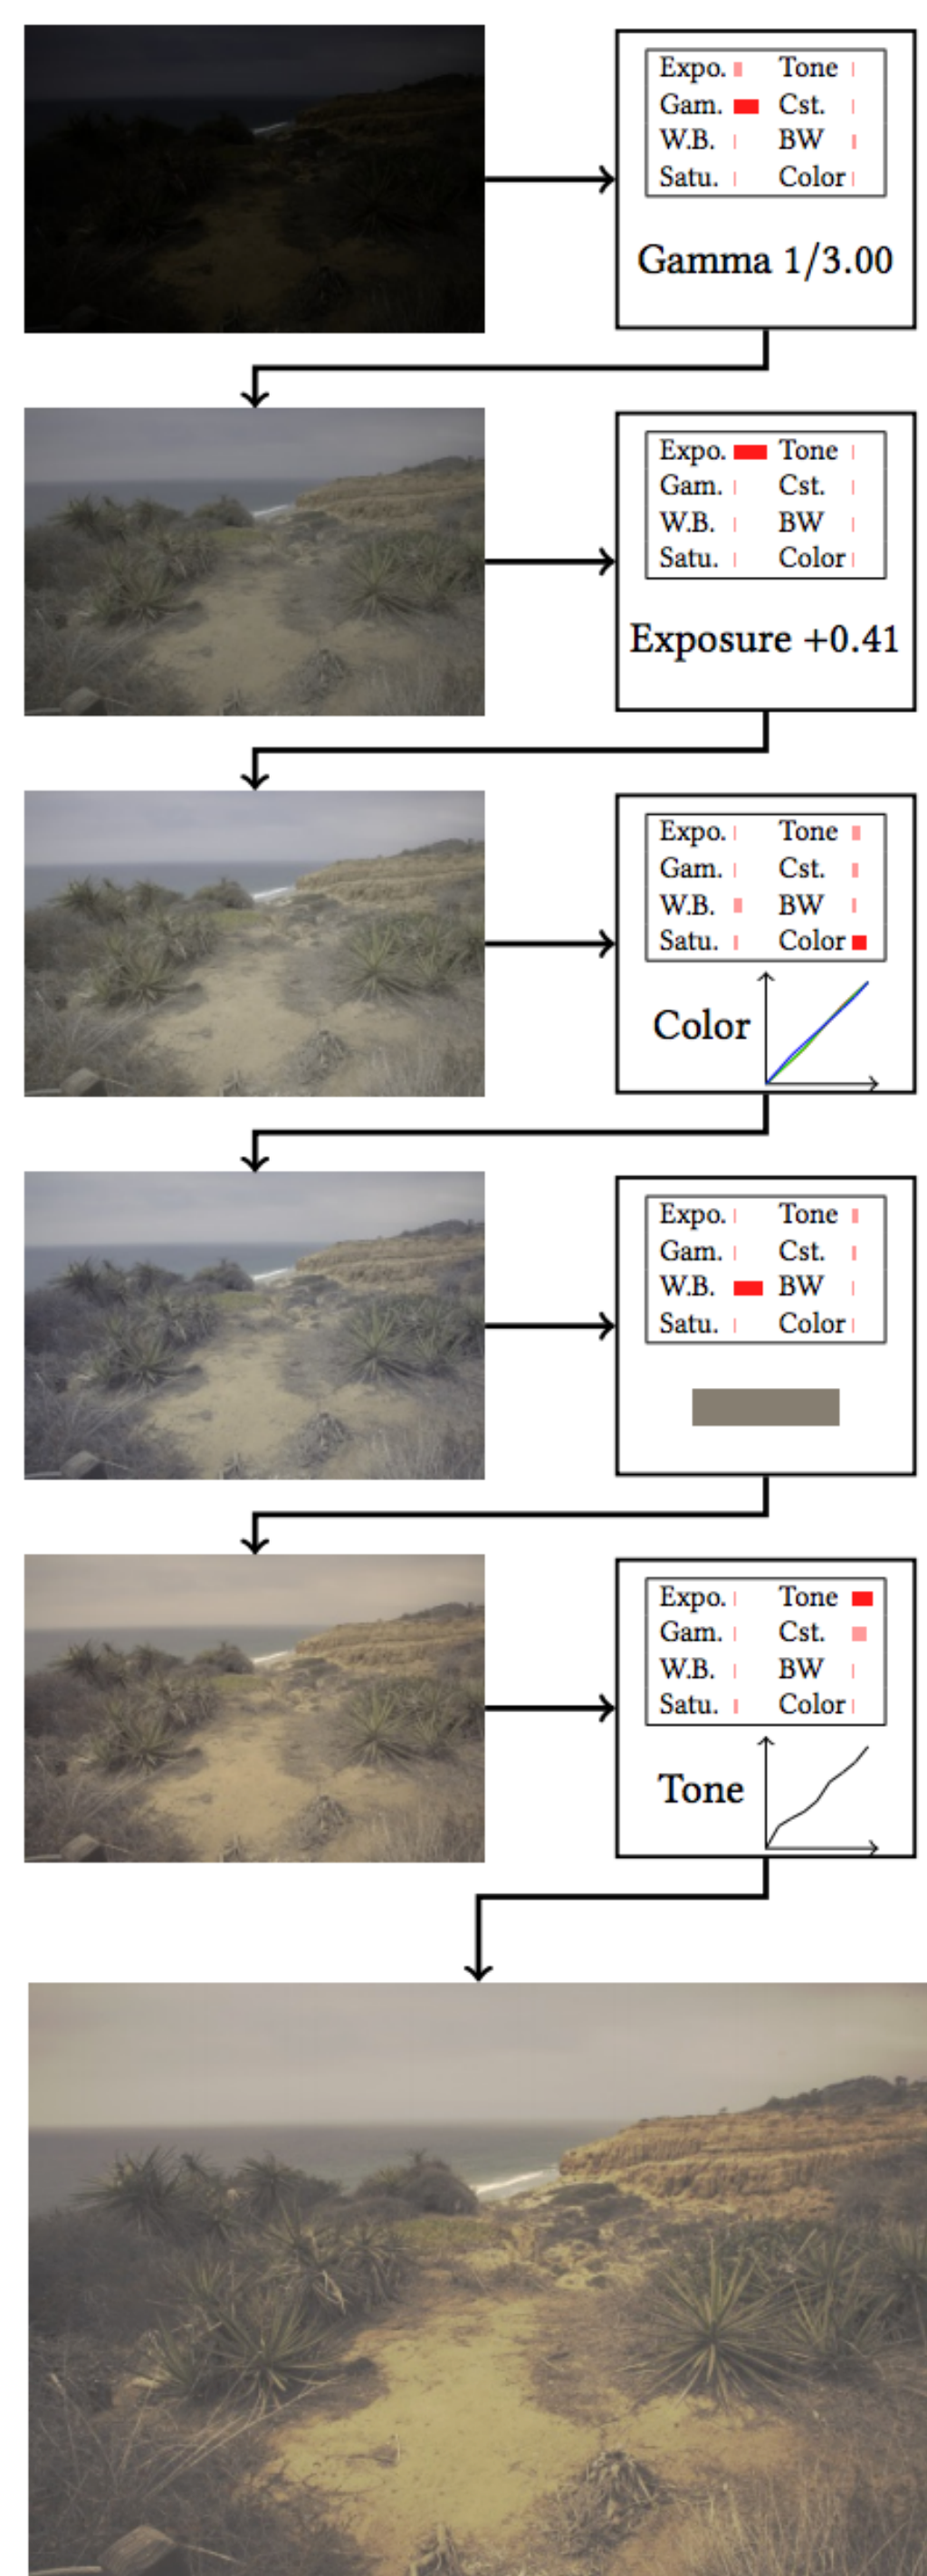 Expo. Tone
Gam. Cst.
W.B. BW
Satu. Color
Gamma 1/3.00
Expo. Tone
Gam. Cst.
W.B. BW
Satu. Color
Exposure +0.41
Expo. Tone
Gam. Cst.
W.B. BW
Satu. Color
Color
Expo. Tone
Gam. Cst.
W.B. BW
Satu. Color
Expo. Tone
Gam. Cst.
W.B. BW
Satu. Color
Tone